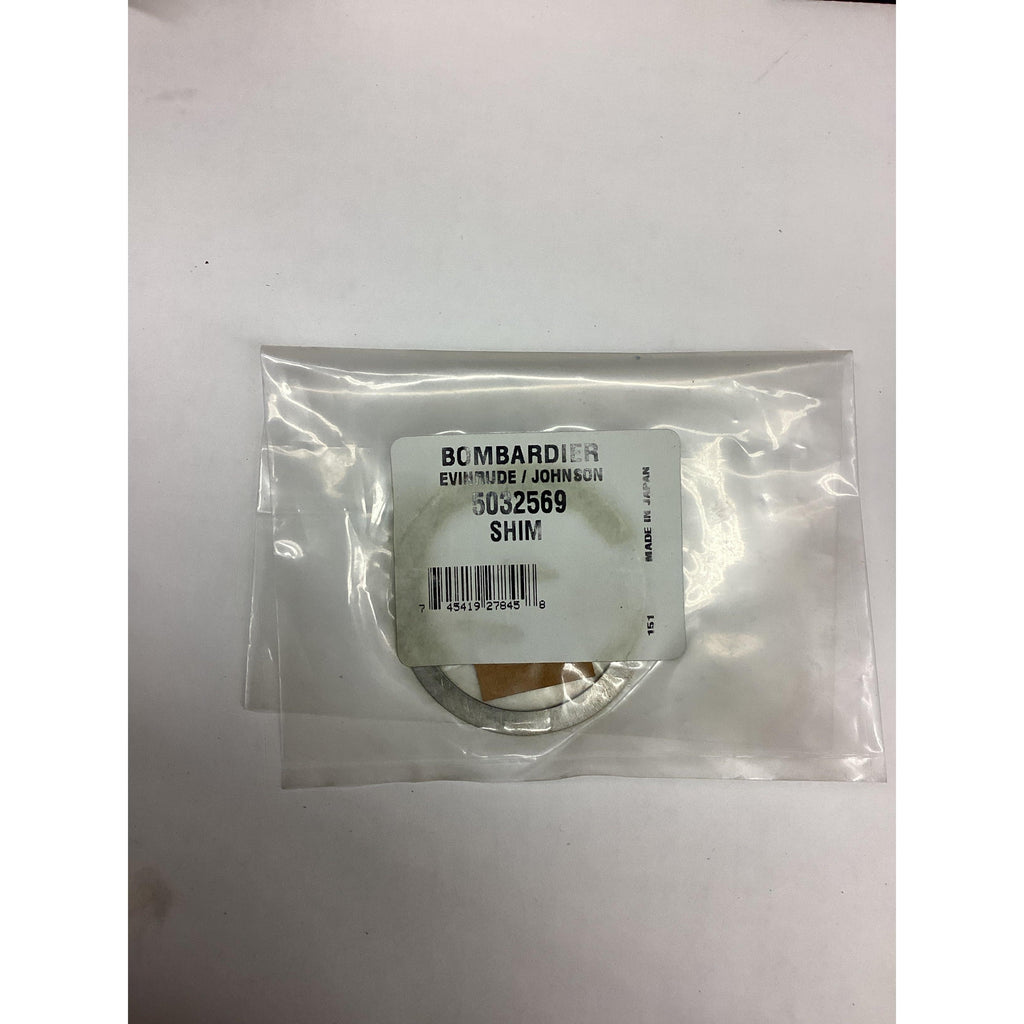 BOMBARDIER
EVINRUDE / JOHNSON
5032569
SHIM
7 45419 27845 8
MADE IN JAPAN
151